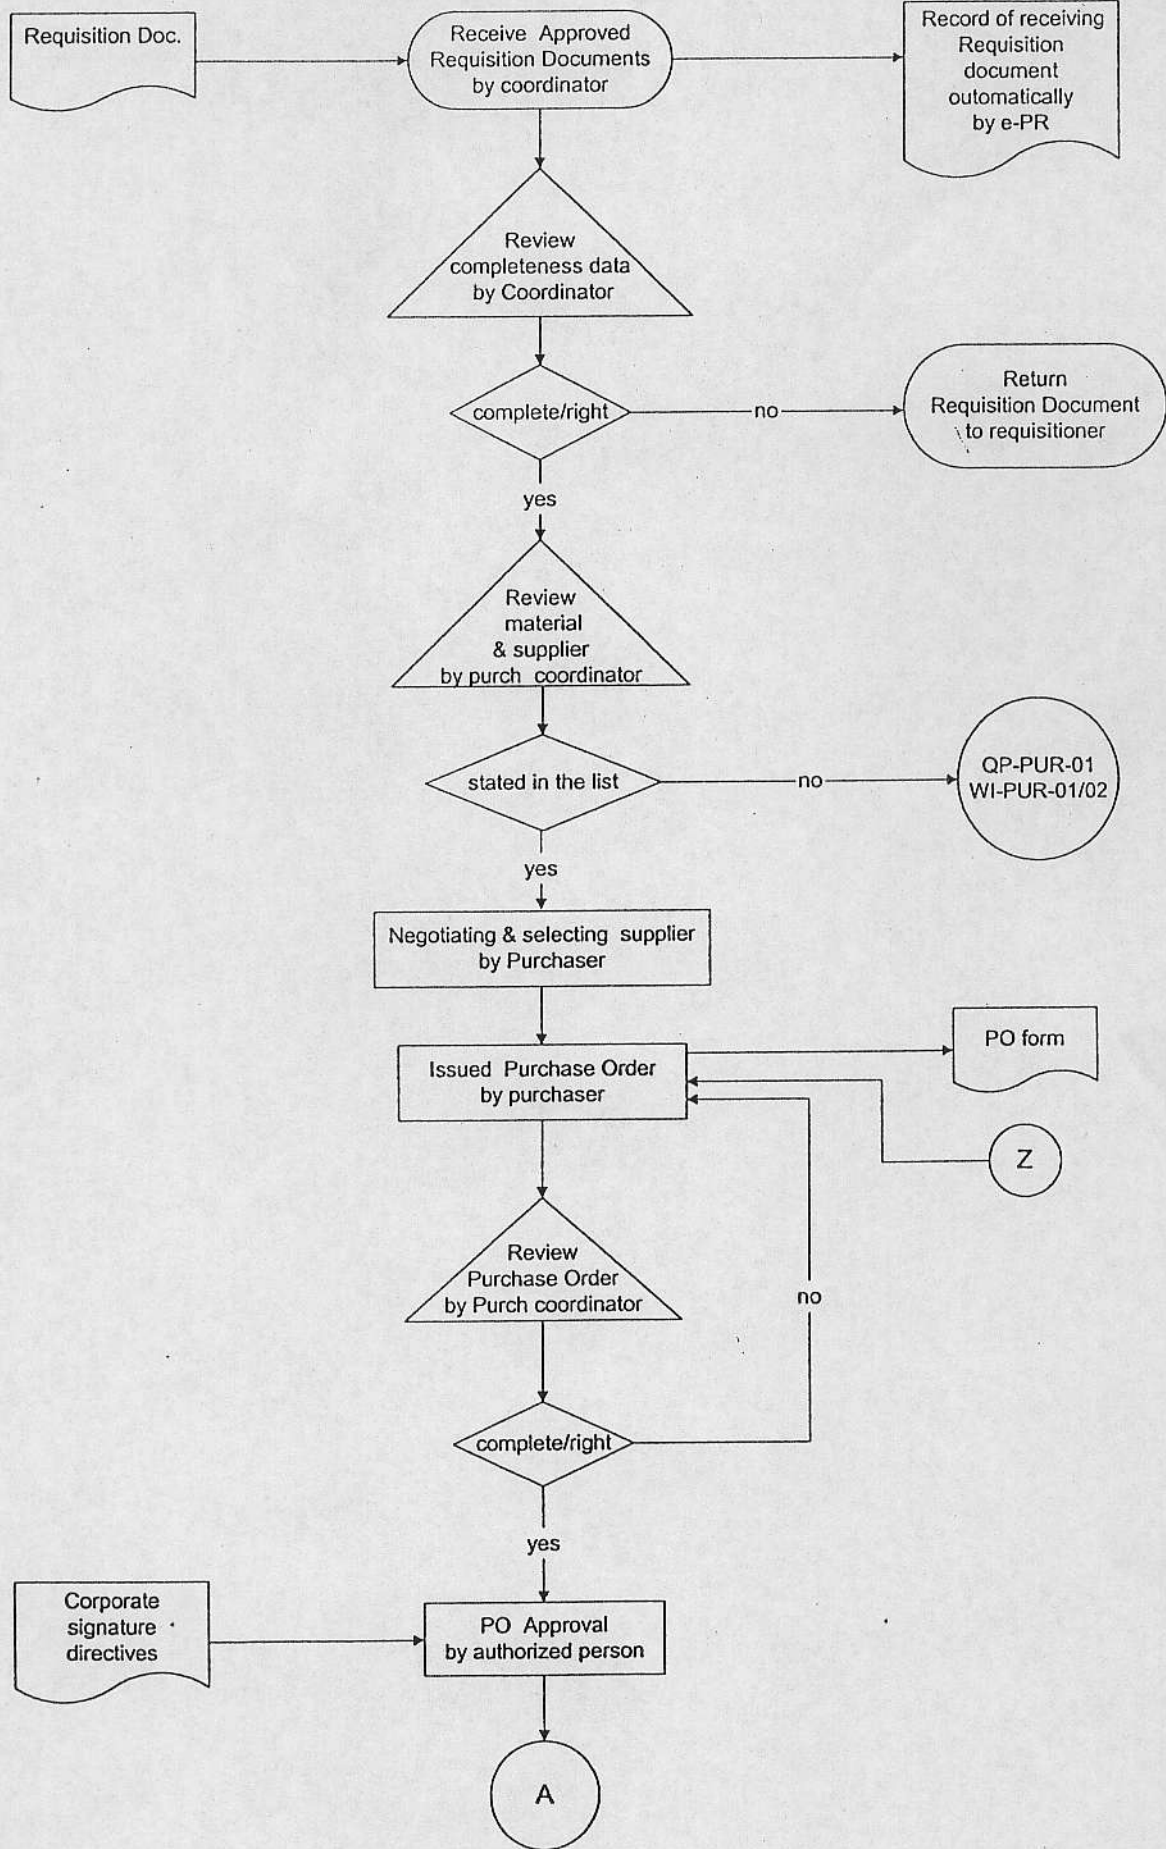 Requisition Doc.
Receive Approved
Requisition Documents
by coordinator
Record of receiving
Requisition
document
outomatically
by e-PR
Review
completeness data
by Coordinator
complete/right
no
Return
Requisition Document
to requisitioner
yes
Review
material
& supplier
by purch coordinator
stated in the list
no
QP-PUR-01
WI-PUR-01/02
yes
Negotiating & selecting supplier
by Purchaser
Issued Purchase Order
by purchaser
PO form
Z
Review
Purchase Order
by Purch coordinator
no
complete/right
yes
Corporate
signature
directives
PO Approval
by authorized person
A